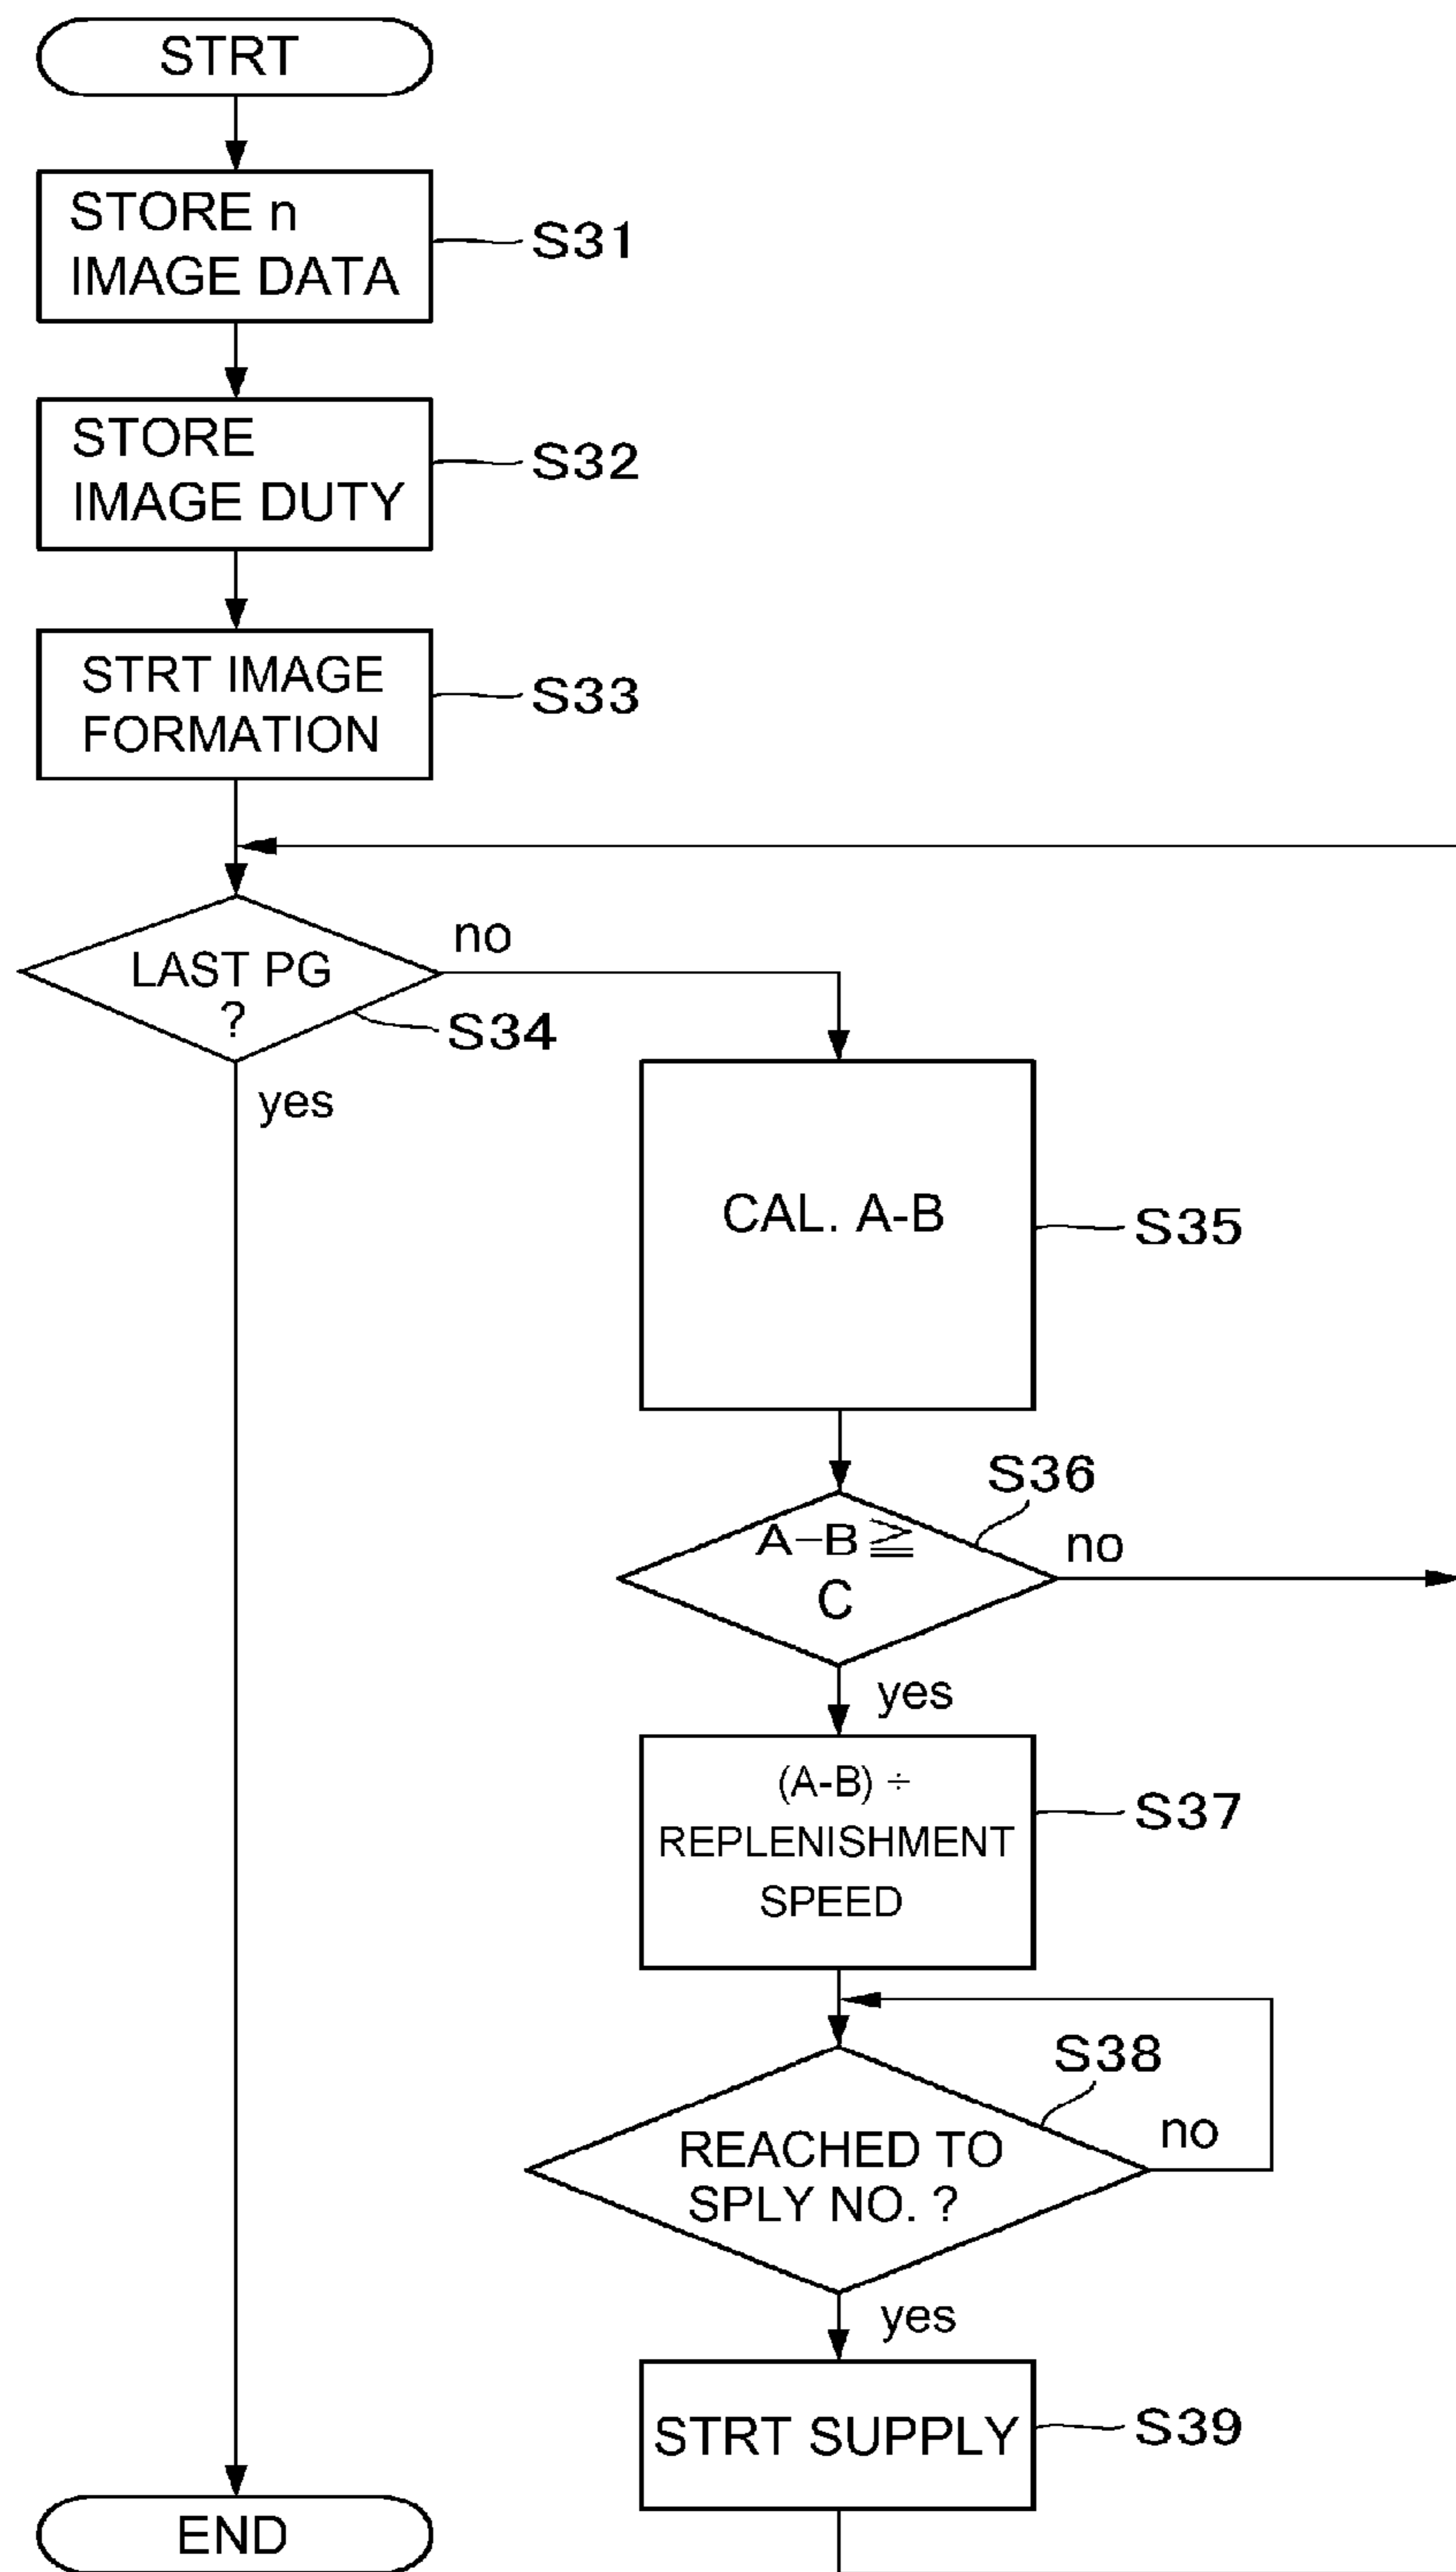 STRT
STORE n
IMAGE DATA
S31
STORE
IMAGE DUTY
S32
STRT IMAGE
FORMATION
S33
LAST PG
?
no
S34
yes
CAL. A-B
S35
S36
A-B ≧
C
no
yes
(A-B) ÷
REPLENISHMENT
SPEED
S37
S38
REACHED TO
SPLY NO. ?
no
yes
STRT SUPPLY
S39
END